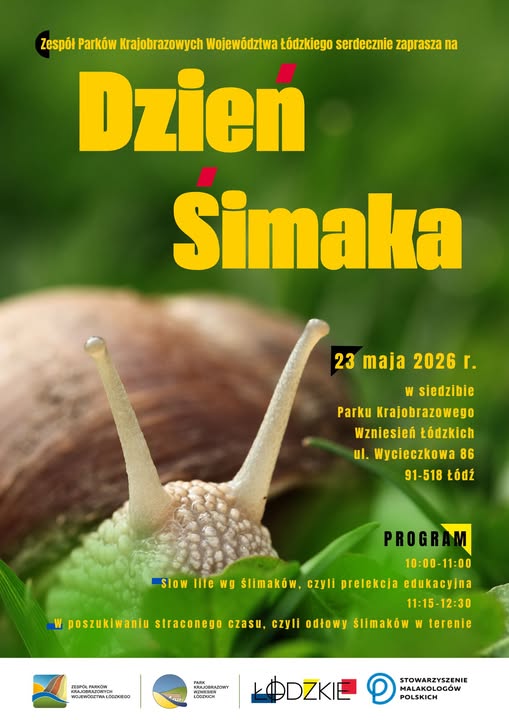 Zespół Parków Krajobrazowych Województwa Łódzkiego serdecznie zaprasza na
Dzień
Ślimaka
23 maja 2026 r.
w siedzibie
Parku Krajobrazowego
Wzniesień Łódzkich
ul. Wycieczkowa 86
91-518 Łódź
PROGRAM
10:00-11:00
Slow life wg ślimaków, czyli prelekcja edukacyjna
11:15-12:30
W poszukiwaniu straconego czasu, czyli odłowy ślimaków w terenie
ZESPÓŁ PARKÓW
KRAJOBRAZOWYCH
WOJEWÓDZTWA ŁÓDZKIEGO
PARK
KRAJOBRAZOWY
WZNIESIEŃ
ŁÓDZKICH
ŁÓDZKIE
STOWARZYSZENIE
MALAKOLOGÓW
POLSKICH